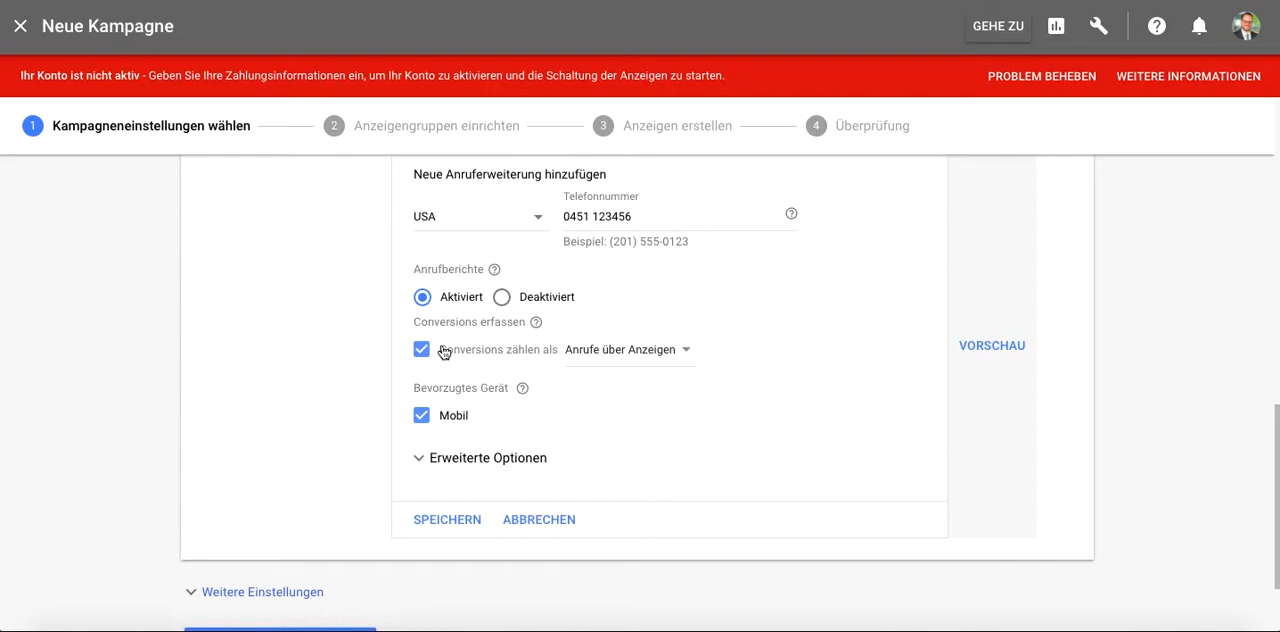 Neue Kampagne
GEHE ZU
Ihr Konto ist nicht aktiv - Geben Sie Ihre Zahlungsinformationen ein, um Ihr Konto zu aktivieren und die Schaltung der Anzeigen zu starten.
PROBLEM BEHEBEN
WEITERE INFORMATIONEN
1 Kampagneneinstellungen wählen
2 Anzeigengruppen einrichten
3 Anzeigen erstellen
4 Überprüfung
Neue Anruferweiterung hinzufügen
Telefonnummer
USA
0451 123456
Beispiel: (201) 555-0123
Anrufberichte
Aktiviert
Deaktiviert
Conversions erfassen
Conversions zählen als
Anrufe über Anzeigen
VORSCHAU
Bevorzugtes Gerät
Mobil
Erweiterte Optionen
SPEICHERN
ABBRECHEN
Weitere Einstellungen